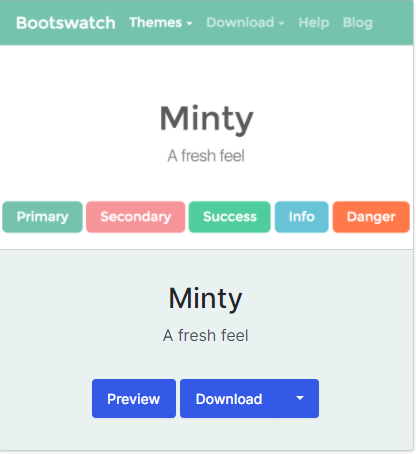 Bootswatch Themes Download Help Blog
Minty
A fresh feel
Primary Secondary Success Info Danger
Minty
A fresh feel
Preview Download